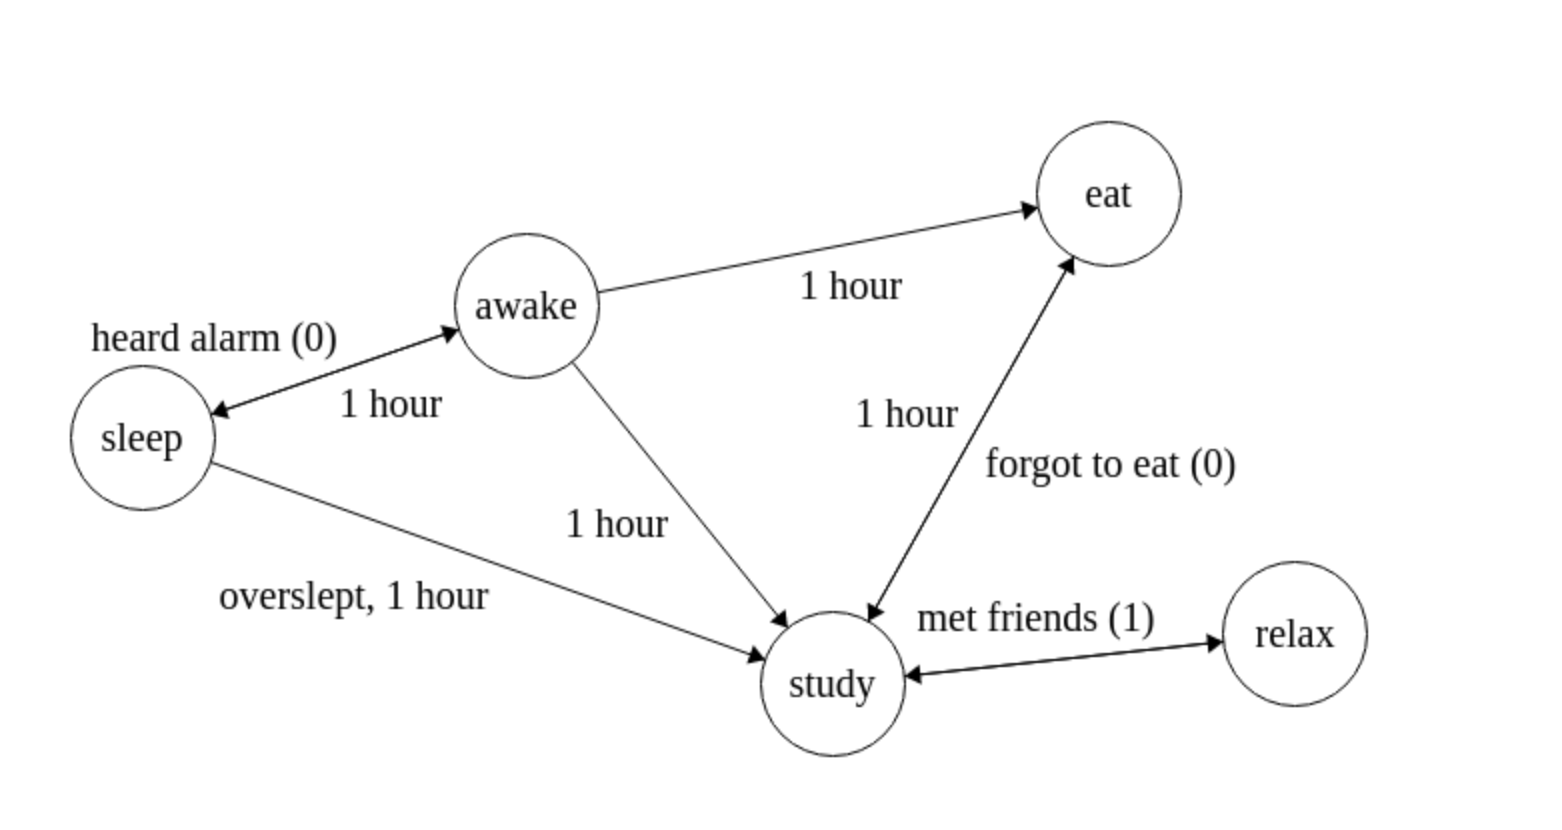 eat
1 hour
awake
heard alarm (0)
1 hour
sleep
1 hour
forgot to eat (0)
1 hour
overslept, 1 hour
met friends (1)
relax
study